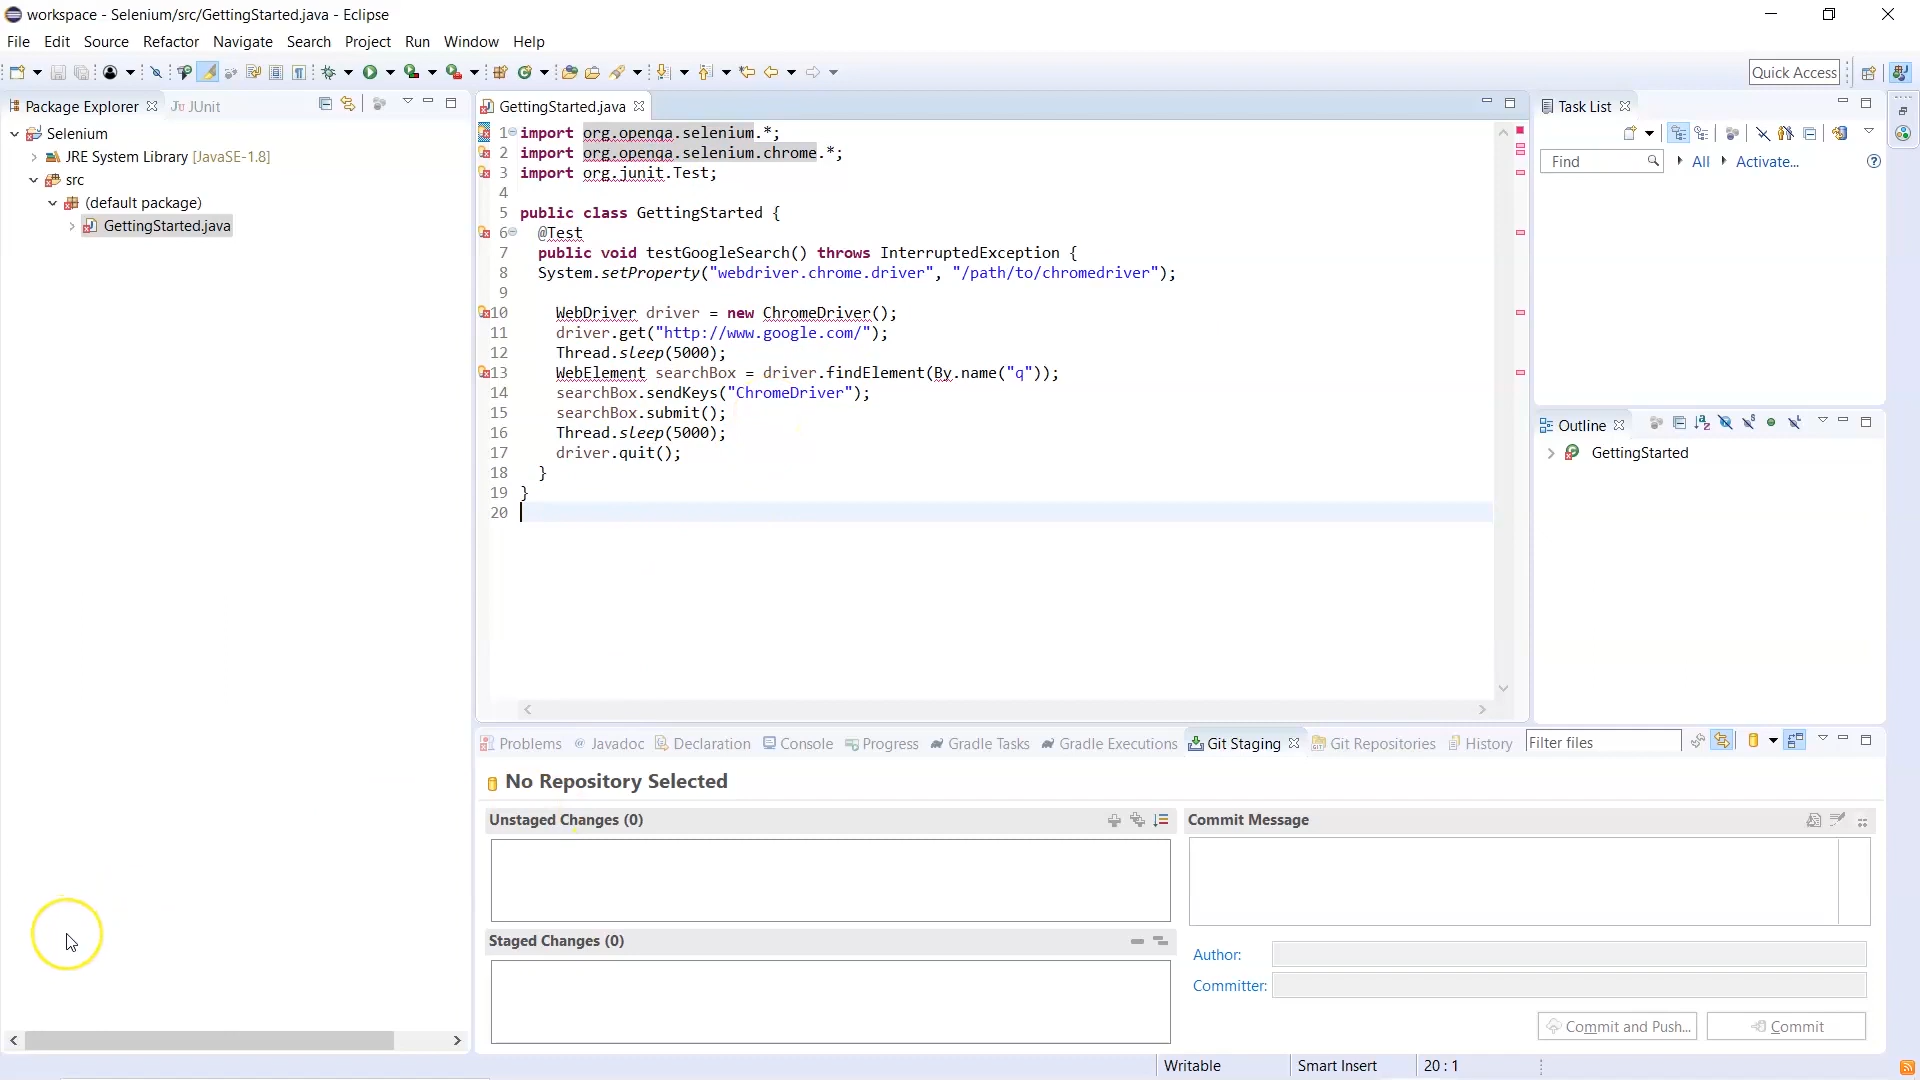 workspace - Selenium/src/GettingStarted.java - Eclipse
File Edit Source Refactor Navigate Search Project Run Window Help
Quick Access
Package Explorer
JUnit
Selenium
JRE System Library [JavaSE-1.8]
src
(default package)
GettingStarted.java
GettingStarted.java
1 import org.openqa.selenium.*;
2 import org.openqa.selenium.chrome.*;
3 import org.junit.Test;
4
5 public class GettingStarted {
6 @Test
7 public void testGoogleSearch() throws InterruptedException {
8 System.setProperty("webdriver.chrome.driver", "/path/to/chromedriver");
9
10 WebDriver driver = new ChromeDriver();
11 driver.get("http://www.google.com/");
12 Thread.sleep(5000);
13 WebElement searchBox = driver.findElement(By.name("q"));
14 searchBox.sendKeys("ChromeDriver");
15 searchBox.submit();
16 Thread.sleep(5000);
17 driver.quit();
18 }
19 }
20
Task List
Find All Activate...
Outline
GettingStarted
Problems Javadoc Declaration Console Progress Gradle Tasks Gradle Executions Git Staging Git Repositories History Filter files
No Repository Selected
Unstaged Changes (0)
Staged Changes (0)
Commit Message
Author:
Committer:
Commit and Push... Commit
Writable Smart Insert 20 : 1